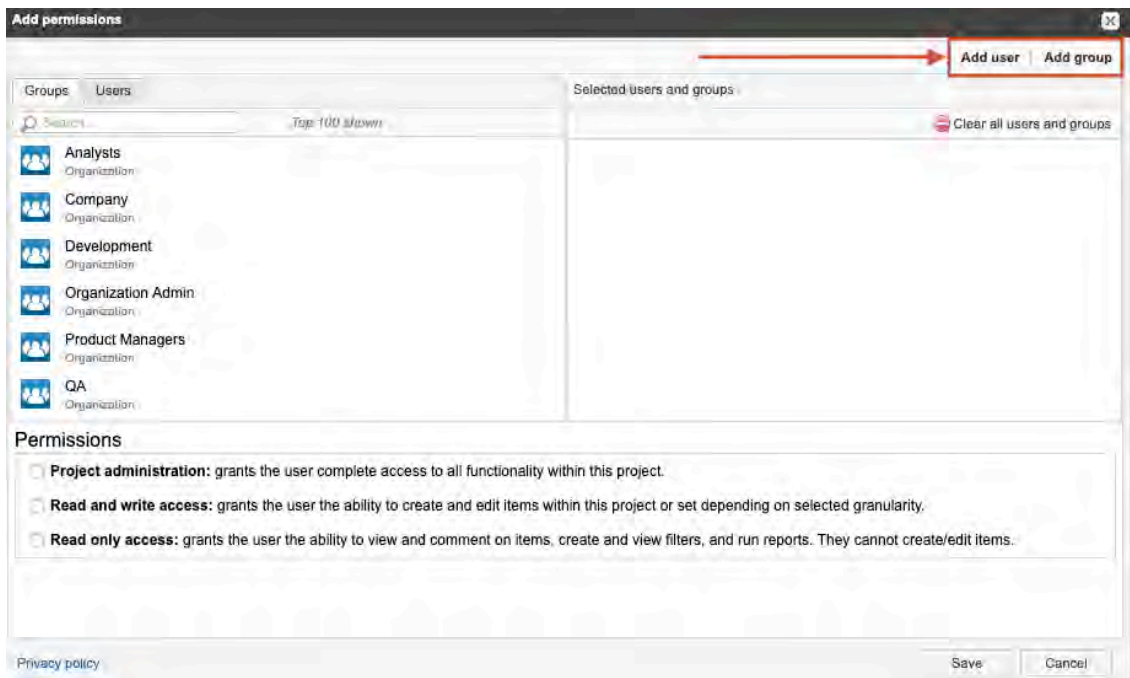 Add permissions
Add user | Add group
Groups Users
Selected users and groups
Search... Top 100 shown
Clear all users and groups
Analysts
Organization
Company
Organization
Development
Organization
Organization Admin
Organization
Product Managers
Organization
QA
Organization
Permissions
Project administration: grants the user complete access to all functionality within this project.
Read and write access: grants the user the ability to create and edit items within this project or set depending on selected granularity.
Read only access: grants the user the ability to view and comment on items, create and view filters, and run reports. They cannot create/edit items.
Privacy policy
Save Cancel